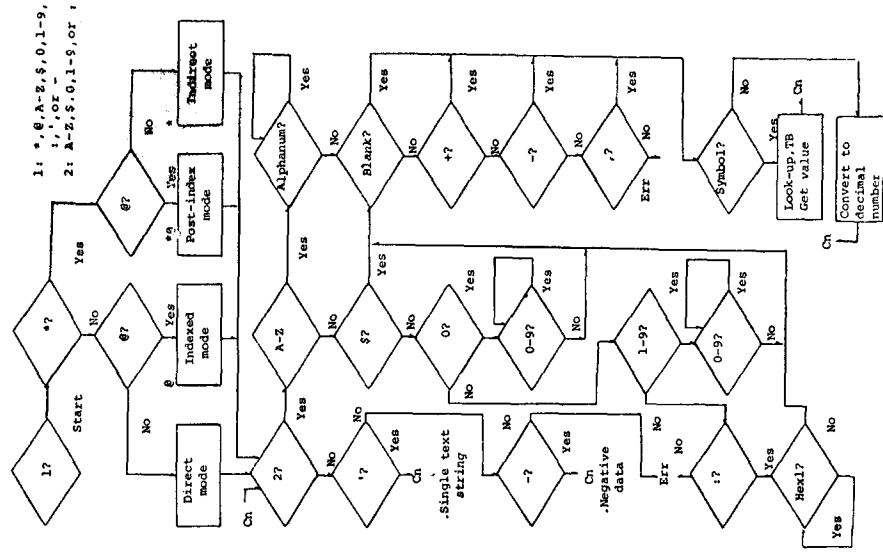 1: *,@,A-Z,$,0,1-9,
:,',or -
2: A-Z,$,0,1-9,or :
1?
Start
*?
Yes
No
@?
No
Yes
@?
No
Yes
@
*@
*
Direct
mode
Indexed
mode
Post-index
mode
Indirect
mode
Cn
2?
Yes
No
A-Z
Yes
No
Alphanum?
Yes
No
'?
No
Yes
Cn
.Single text
string
$?
Yes
No
Blank?
Yes
No
0?
Yes
No
+?
Yes
No
-?
No
Yes
Cn
.Negative
data
0-9?
Yes
No
-?
Yes
No
,?
Yes
No
Err
Err
No
:?
Yes
1-9?
Yes
No
0-9?
Yes
No
Symbol?
No
Yes
Look-up,TB
Get value
Cn
Hex1?
No
Yes
Cn
Convert to
decimal
number